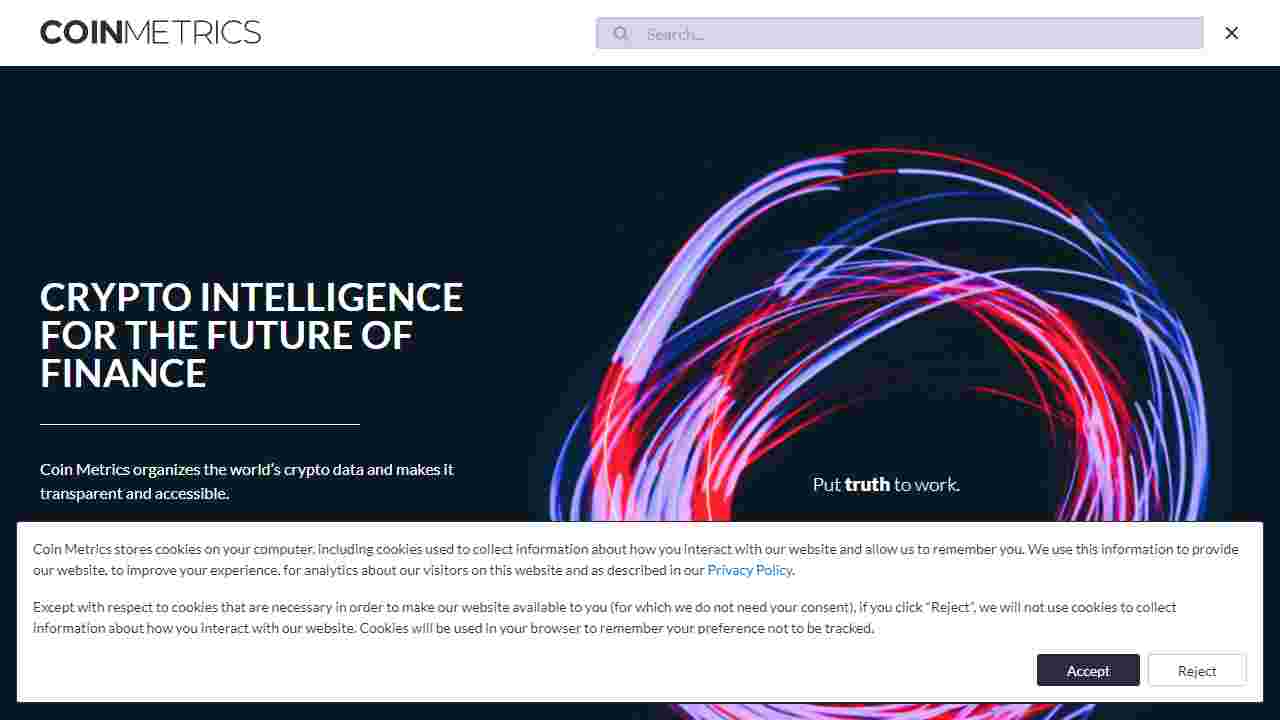 COINMETRICS
Search...
CRYPTO INTELLIGENCE
FOR THE FUTURE OF
FINANCE
Coin Metrics organizes the world's crypto data and makes it
transparent and accessible.
Put truth to work.
Coin Metrics stores cookies on your computer, including cookies used to collect information about how you interact with our website and allow us to remember you. We use this information to provide
our website, to improve your experience, for analytics about our visitors on this website and as described in our Privacy Policy.
Except with respect to cookies that are necessary in order to make our website available to you (for which we do not need your consent), if you click "Reject", we will not use cookies to collect
information about how you interact with our website. Cookies will be used in your browser to remember your preference not to be tracked.
Accept
Reject